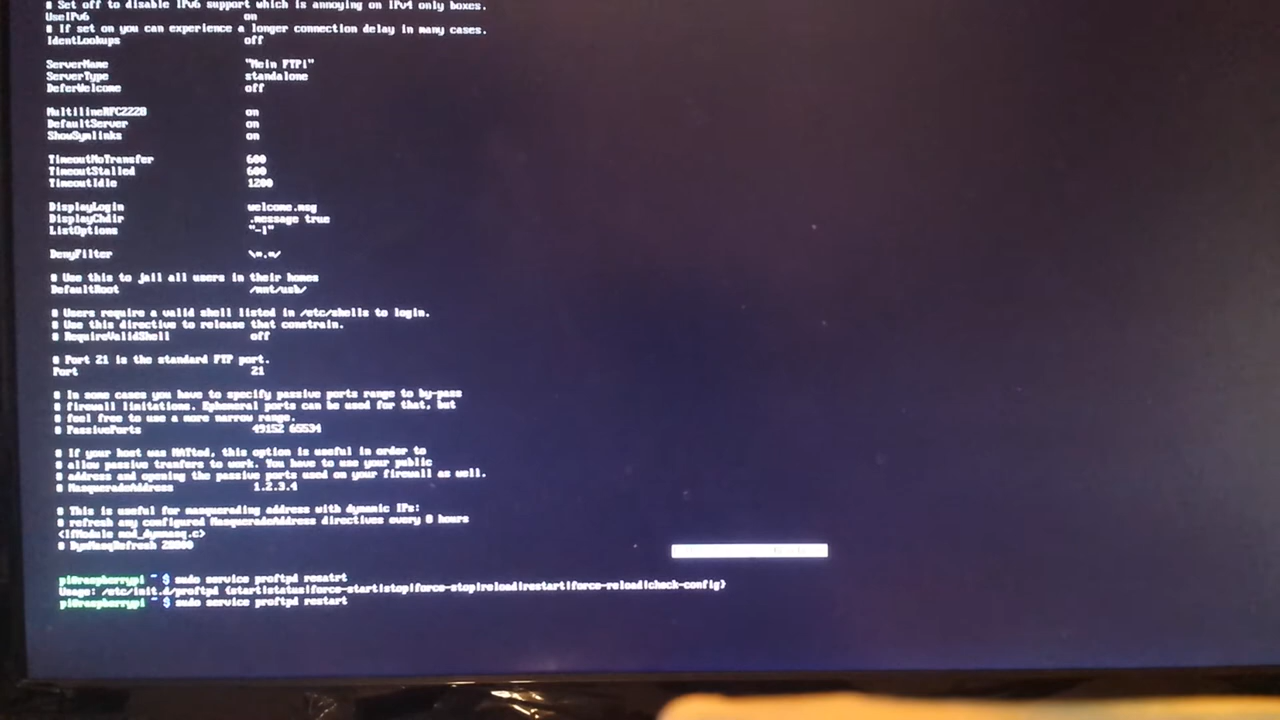 # Set off to disable IPv6 support which is annoying on IPv4 only boxes.
UseIPv6 on
# If set on you can experience a longer connection delay in many cases.
IdentLookups off
ServerName "Mein FTP!"
ServerType standalone
DeferWelcome off
MultilineRFC2228 on
DefaultServer on
ShowSymlinks on
TimeoutNoTransfer 600
TimeoutStalled 600
TimeoutIdle 1200
DisplayLogin welcome.msg
DisplayChdir .message true
ListOptions "-l"
DenyFilter \*.*/
# Use this to jail all users in their homes
DefaultRoot /mnt/usb/
# Users require a valid shell listed in /etc/shells to login.
# Use this directive to release that constrain.
# RequireValidShell off
# Port 21 is the standard FTP port.
Port 21
# In some cases you have to specify passive ports range to by-pass
# firewall limitations. Ephemeral ports can be used for that, but
# feel free to use a more narrow range.
# PassivePorts 49152 65534
# If your host was NATted, this option is useful in order to
# allow passive tranfers to work. You have to use your public
# address and opening the passive ports used on your firewall as well.
# MasqueradeAddress 1.2.3.4
# This is useful for masquerading address with dynamic IPs:
# refresh any configured MasqueradeAddress directives every 8 hours
<IfModule mod_dynmasq.c>
# DynMasqRefresh 28800
pi@raspberrypi ~ $ sudo service proftpd resatrt
Usage: /etc/init.d/proftpd {start|status|force-start|stop|force-stop|reload|restart|force-reload|check-config}
pi@raspberrypi ~ $ sudo service proftpd restart